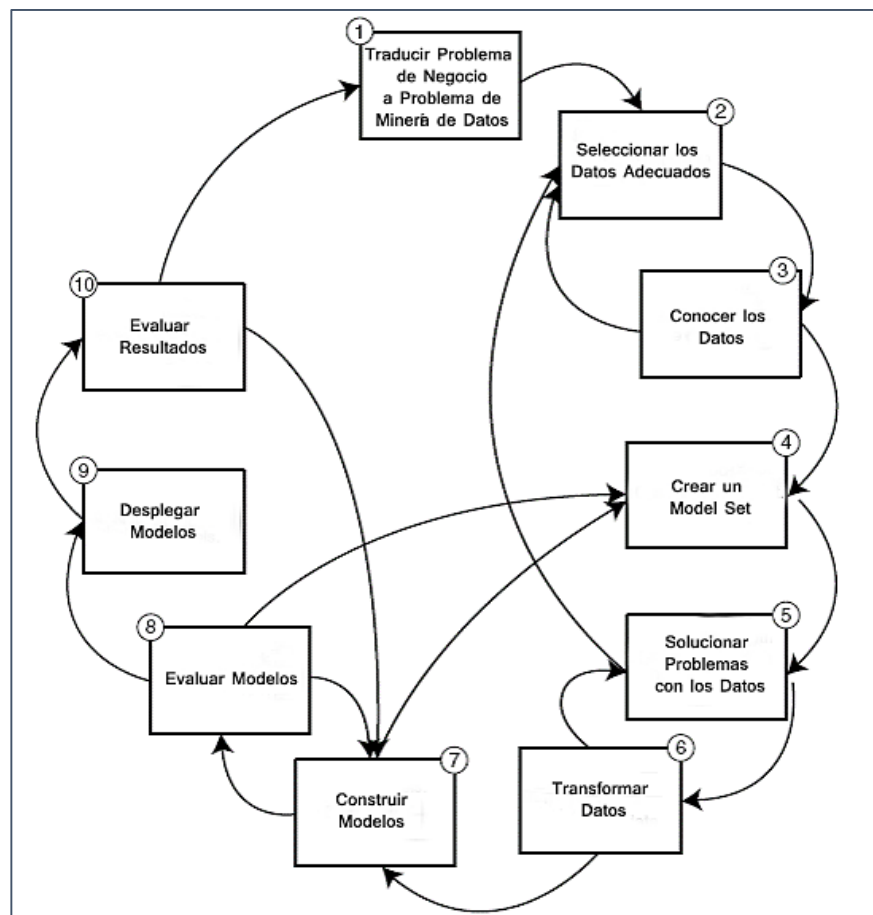 1
Traducir Problema
de Negocio
a Problema de
Minería de Datos
2
Seleccionar los
Datos Adecuados
3
Conocer los
Datos
4
Crear un
Model Set
5
Solucionar
Problemas
con los Datos
6
Transformar
Datos
7
Construir
Modelos
8
Evaluar Modelos
9
Desplegar
Modelos
10
Evaluar
Resultados